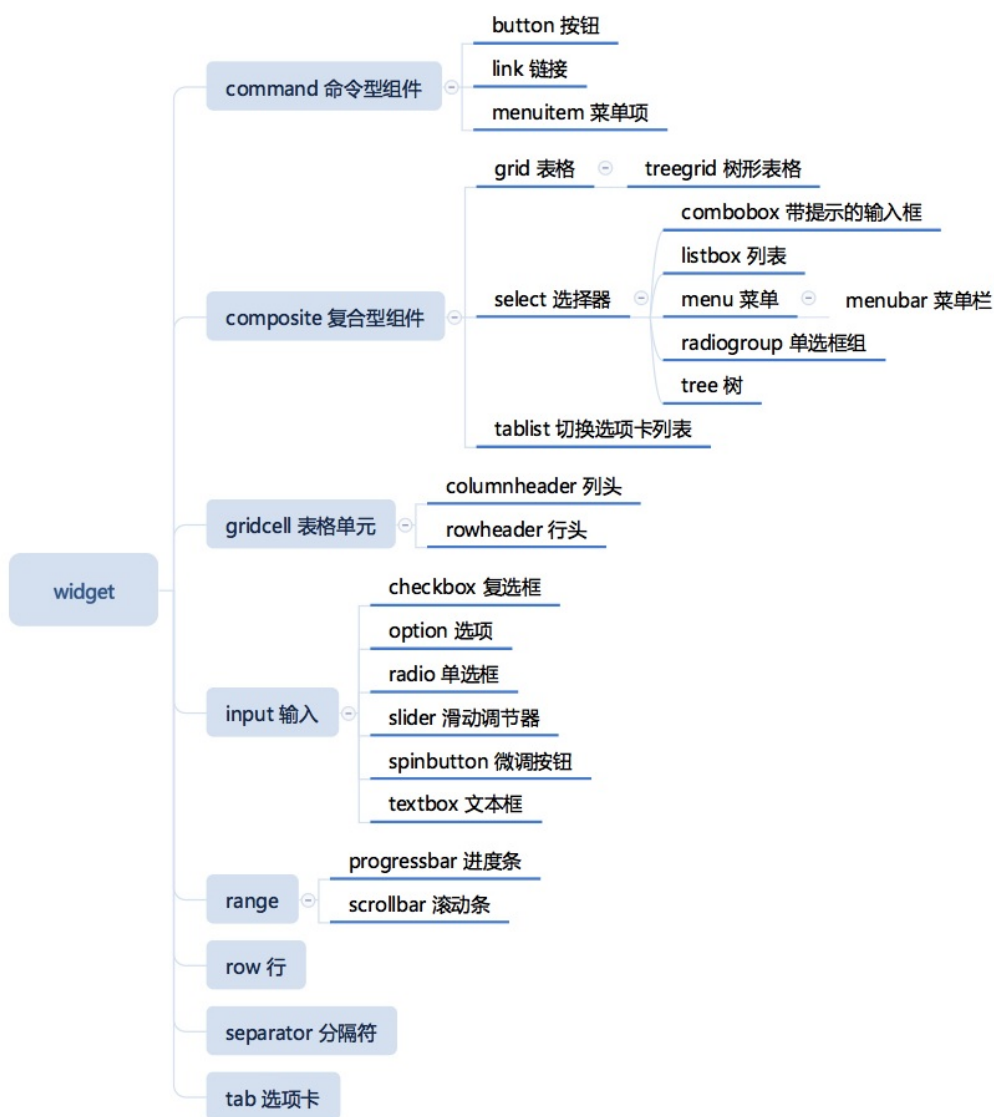 button 按钮
command 命令型组件
link 链接
menuitem 菜单项
grid 表格
treegrid 树形表格
combobox 带提示的输入框
listbox 列表
composite 复合型组件
select 选择器
menu 菜单
menubar 菜单栏
radiogroup 单选框组
tree 树
tablist 切换选项卡列表
gridcell 表格单元
columnheader 列头
rowheader 行头
widget
checkbox 复选框
option 选项
radio 单选框
input 输入
slider 滑动调节器
spinbutton 微调按钮
textbox 文本框
range
progressbar 进度条
scrollbar 滚动条
row 行
separator 分隔符
tab 选项卡